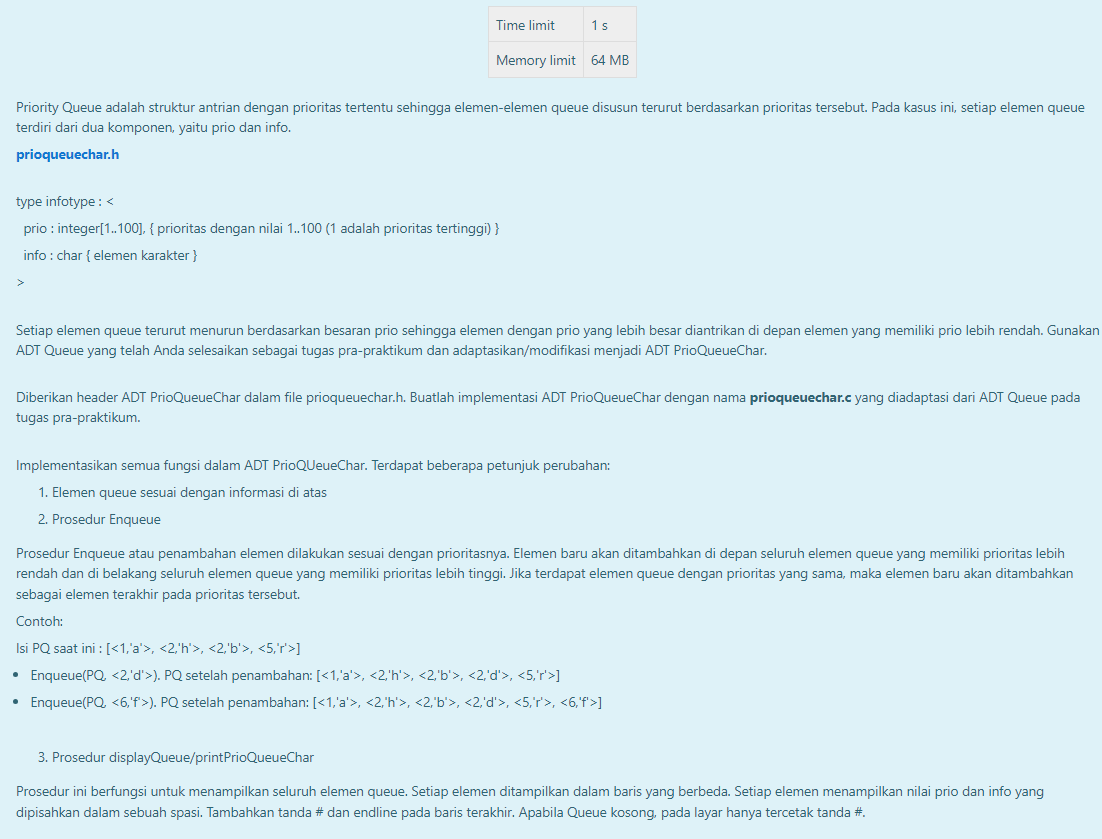 Time limit 1 s
Memory limit 64 MB
Priority Queue adalah struktur antrian dengan prioritas tertentu sehingga elemen-elemen queue disusun terurut berdasarkan prioritas tersebut. Pada kasus ini, setiap elemen queue
terdiri dari dua komponen, yaitu prio dan info.
prioqueuechar.h
type infotype : <
prio : integer[1..100], { prioritas dengan nilai 1..100 (1 adalah prioritas tertinggi) }
info : char { elemen karakter }
>
Setiap elemen queue terurut menurun berdasarkan besaran prio sehingga elemen dengan prio yang lebih besar diantrikan di depan elemen yang memiliki prio lebih rendah. Gunakan
ADT Queue yang telah Anda selesaikan sebagai tugas pra-praktikum dan adaptasikan/modifikasi menjadi ADT PrioQueueChar.
Diberikan header ADT PrioQueueChar dalam file prioqueuechar.h. Buatlah implementasi ADT PrioQueueChar dengan nama prioqueuechar.c yang diadaptasi dari ADT Queue pada
tugas pra-praktikum.
Implementasikan semua fungsi dalam ADT PrioQUeueChar. Terdapat beberapa petunjuk perubahan:
1. Elemen queue sesuai dengan informasi di atas
2. Prosedur Enqueue
Prosedur Enqueue atau penambahan elemen dilakukan sesuai dengan prioritasnya. Elemen baru akan ditambahkan di depan seluruh elemen queue yang memiliki prioritas lebih
rendah dan di belakang seluruh elemen queue yang memiliki prioritas lebih tinggi. Jika terdapat elemen queue dengan prioritas yang sama, maka elemen baru akan ditambahkan
sebagai elemen terakhir pada prioritas tersebut.
Contoh:
Isi PQ saat ini : [<1,'a'>, <2,'h'>, <2,'b'>, <5,'r'>]
• Enqueue(PQ, <2,'d'>). PQ setelah penambahan: [<1,'a'>, <2,'h'>, <2,'b'>, <2,'d'>, <5,'r'>]
• Enqueue(PQ, <6,'f'>). PQ setelah penambahan: [<1,'a'>, <2,'h'>, <2,'b'>, <2,'d'>, <5,'r'>, <6,'f'>]
3. Prosedur displayQueue/printPrioQueueChar
Prosedur ini berfungsi untuk menampilkan seluruh elemen queue. Setiap elemen ditampilkan dalam baris yang berbeda. Setiap elemen menampilkan nilai prio dan info yang
dipisahkan dalam sebuah spasi. Tambahkan tanda # dan endline pada baris terakhir. Apabila Queue kosong, pada layar hanya tercetak tanda #.